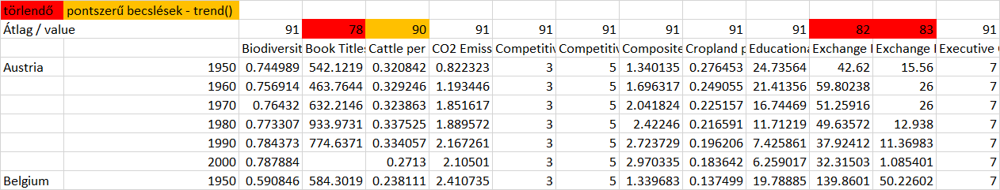 törlendő pontszerű becslések - trend()
Átlag / value 91 78 90 91 91 91 91 91 91 82 83 91
Biodiversit Book Titles Cattle per CO2 Emiss Competitiv Competitiv Composite Cropland p Educationa Exchange Exchange Executive
Austria 1950 0.744989 542.1219 0.320842 0.822323 3 5 1.340135 0.276453 24.73564 42.62 15.56 7
1960 0.756914 463.7644 0.329246 1.193446 3 5 1.696317 0.249055 21.41356 59.80238 26 7
1970 0.76432 632.2146 0.323863 1.851617 3 5 2.041824 0.225157 16.74469 51.25916 26 7
1980 0.773307 933.9731 0.337525 1.889572 3 5 2.42246 0.216591 11.71219 49.63572 12.938 7
1990 0.784373 774.6371 0.334057 2.167261 3 5 2.723729 0.196206 7.425861 37.92412 11.36983 7
2000 0.787884 0.2713 2.10501 3 5 2.970335 0.183642 6.259017 32.31503 1.085401 7
Belgium 1950 0.590846 584.3019 0.238111 2.410735 3 5 1.339683 0.137499 19.78885 139.8601 50.22602 7